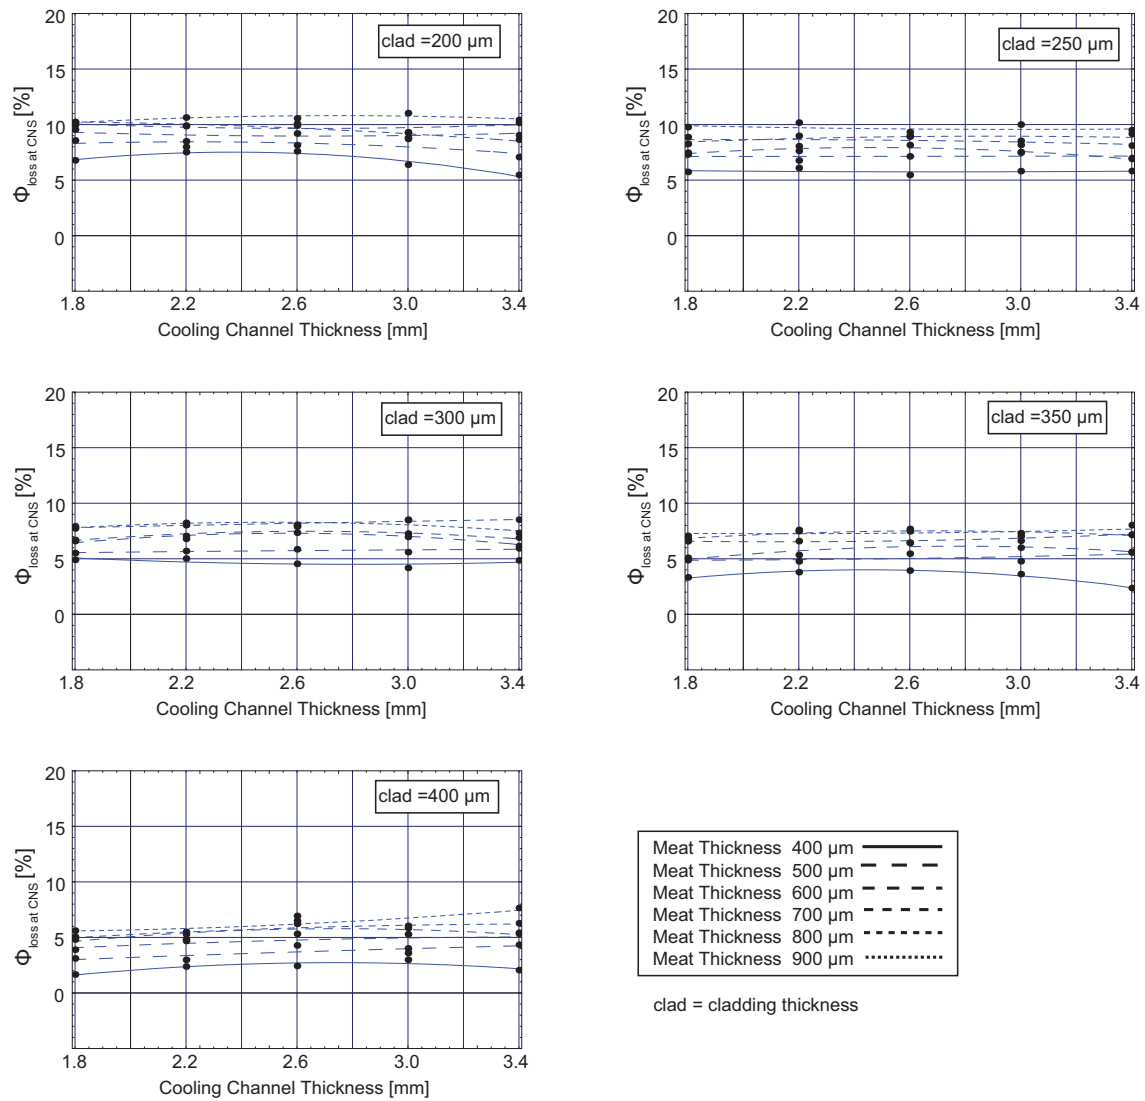 clad =200 µm
20
15
10
5
0
Φloss at CNS [%]
1.8 2.2 2.6 3.0 3.4
Cooling Channel Thickness [mm]
clad =250 µm
20
15
10
5
0
Φloss at CNS [%]
1.8 2.2 2.6 3.0 3.4
Cooling Channel Thickness [mm]
clad =300 µm
20
15
10
5
0
Φloss at CNS [%]
1.8 2.2 2.6 3.0 3.4
Cooling Channel Thickness [mm]
clad =350 µm
20
15
10
5
0
Φloss at CNS [%]
1.8 2.2 2.6 3.0 3.4
Cooling Channel Thickness [mm]
clad =400 µm
20
15
10
5
0
Φloss at CNS [%]
1.8 2.2 2.6 3.0 3.4
Cooling Channel Thickness [mm]
Meat Thickness 400 µm
Meat Thickness 500 µm
Meat Thickness 600 µm
Meat Thickness 700 µm
Meat Thickness 800 µm
Meat Thickness 900 µm
clad = cladding thickness